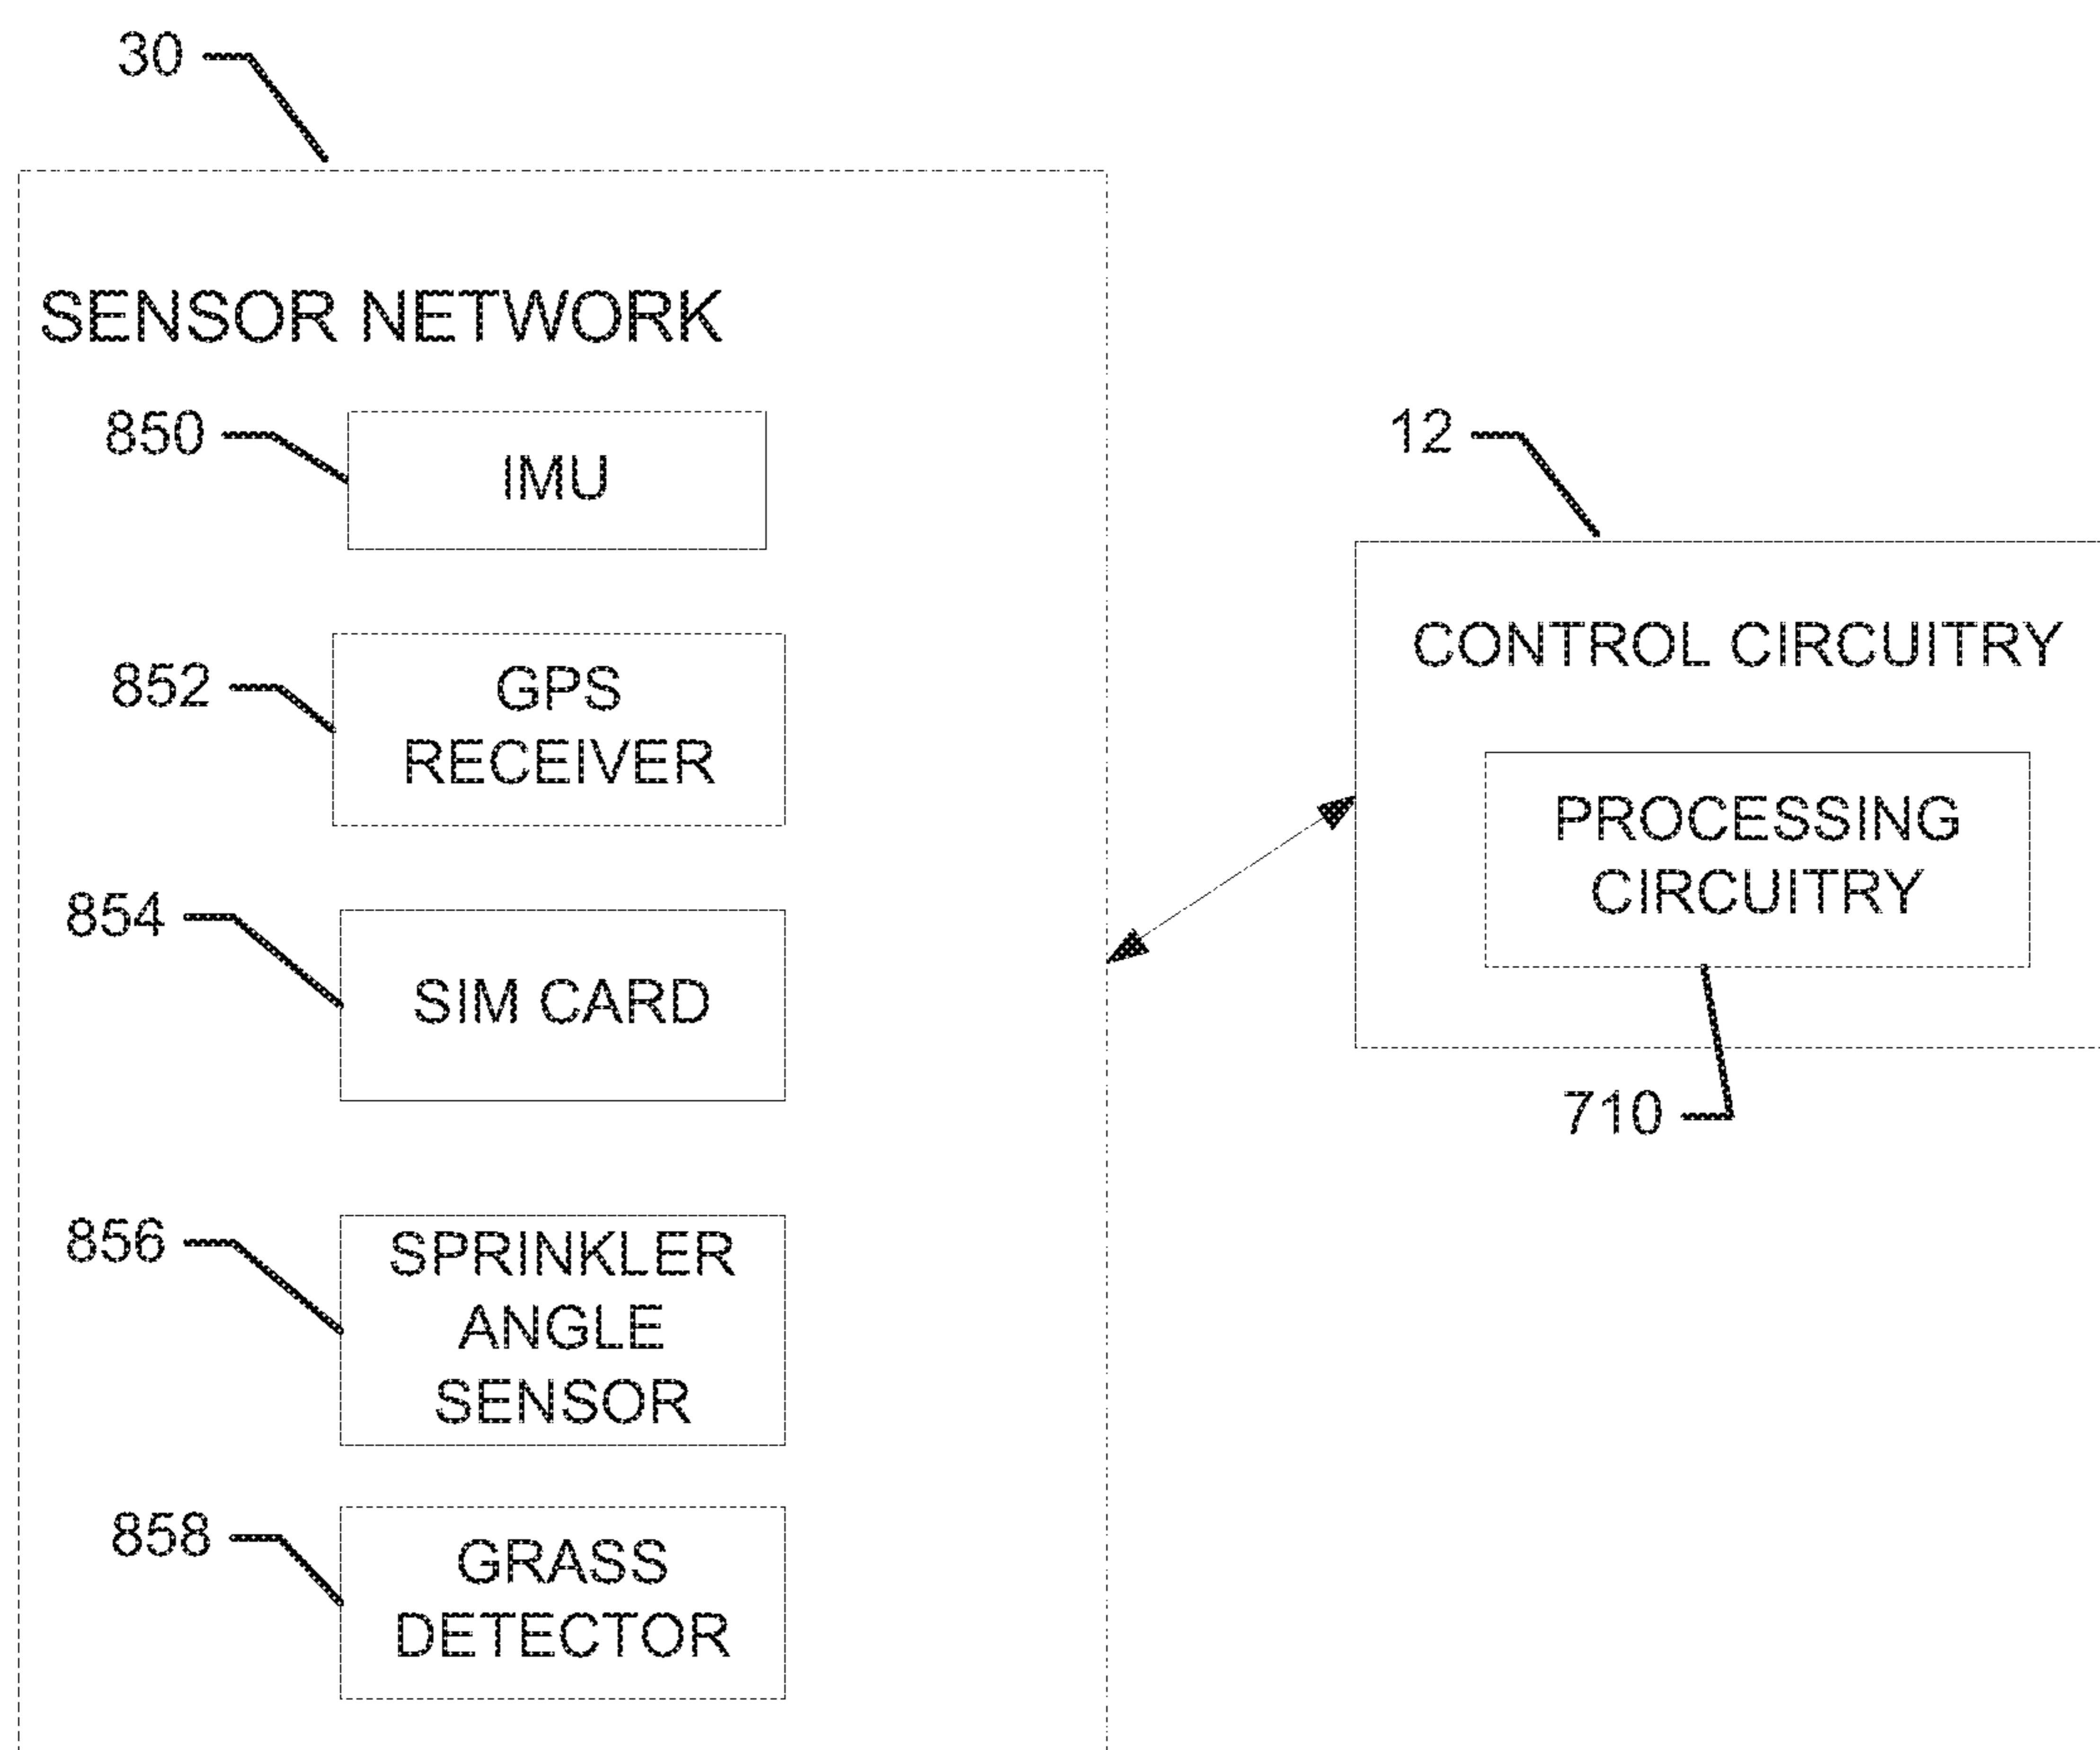 30
SENSOR NETWORK
850
IMU
852
GPS
RECEIVER
854
SIM CARD
856
SPRINKLER
ANGLE
SENSOR
858
GRASS
DETECTOR
12
CONTROL CIRCUITRY
PROCESSING
CIRCUITRY
710